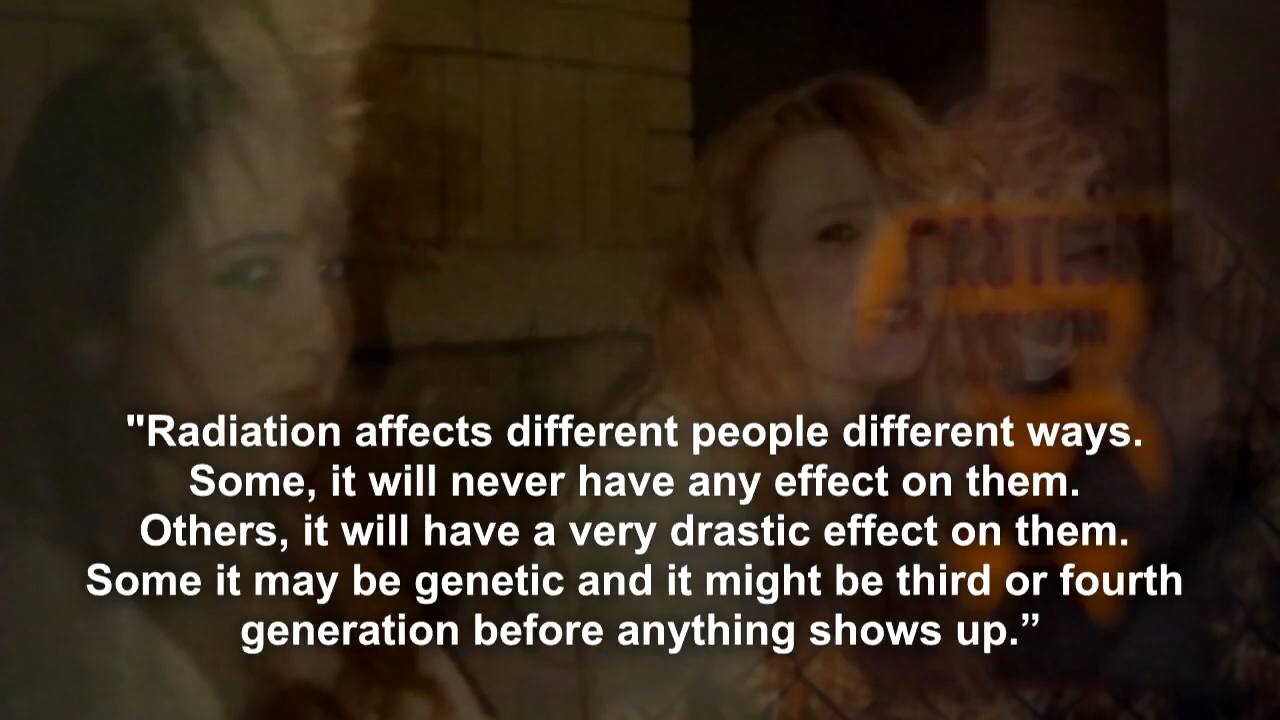 CAUTION
"Radiation affects different people different ways.
Some, it will never have any effect on them.
Others, it will have a very drastic effect on them.
Some it may be genetic and it might be third or fourth
generation before anything shows up.”